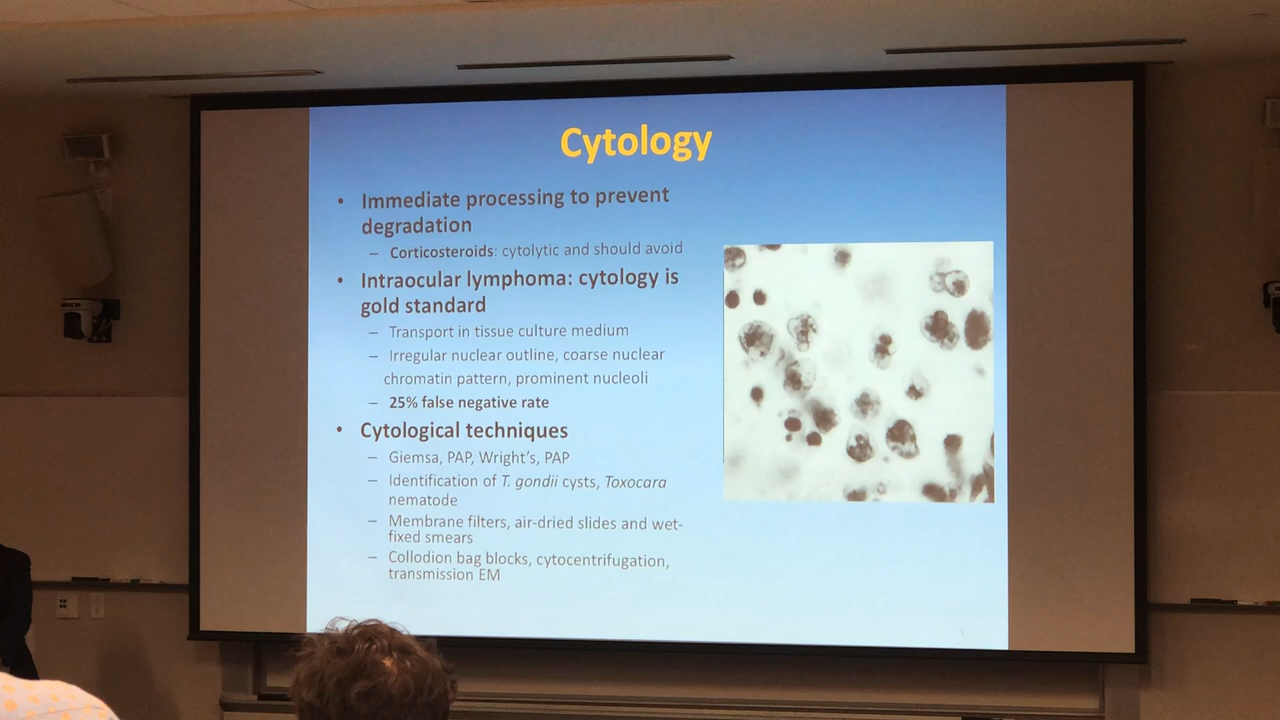 Cytology
• Immediate processing to prevent
degradation
– Corticosteroids: cytolytic and should avoid
• Intraocular lymphoma: cytology is
gold standard
– Transport in tissue culture medium
– Irregular nuclear outline, coarse nuclear
chromatin pattern, prominent nucleoli
– 25% false negative rate
• Cytological techniques
– Giemsa, PAP, Wright’s, PAP
– Identification of T. gondii cysts, Toxocara
nematode
– Membrane filters, air-dried slides and wet-
fixed smears
– Collodion bag blocks, cytocentrifugation,
transmission EM